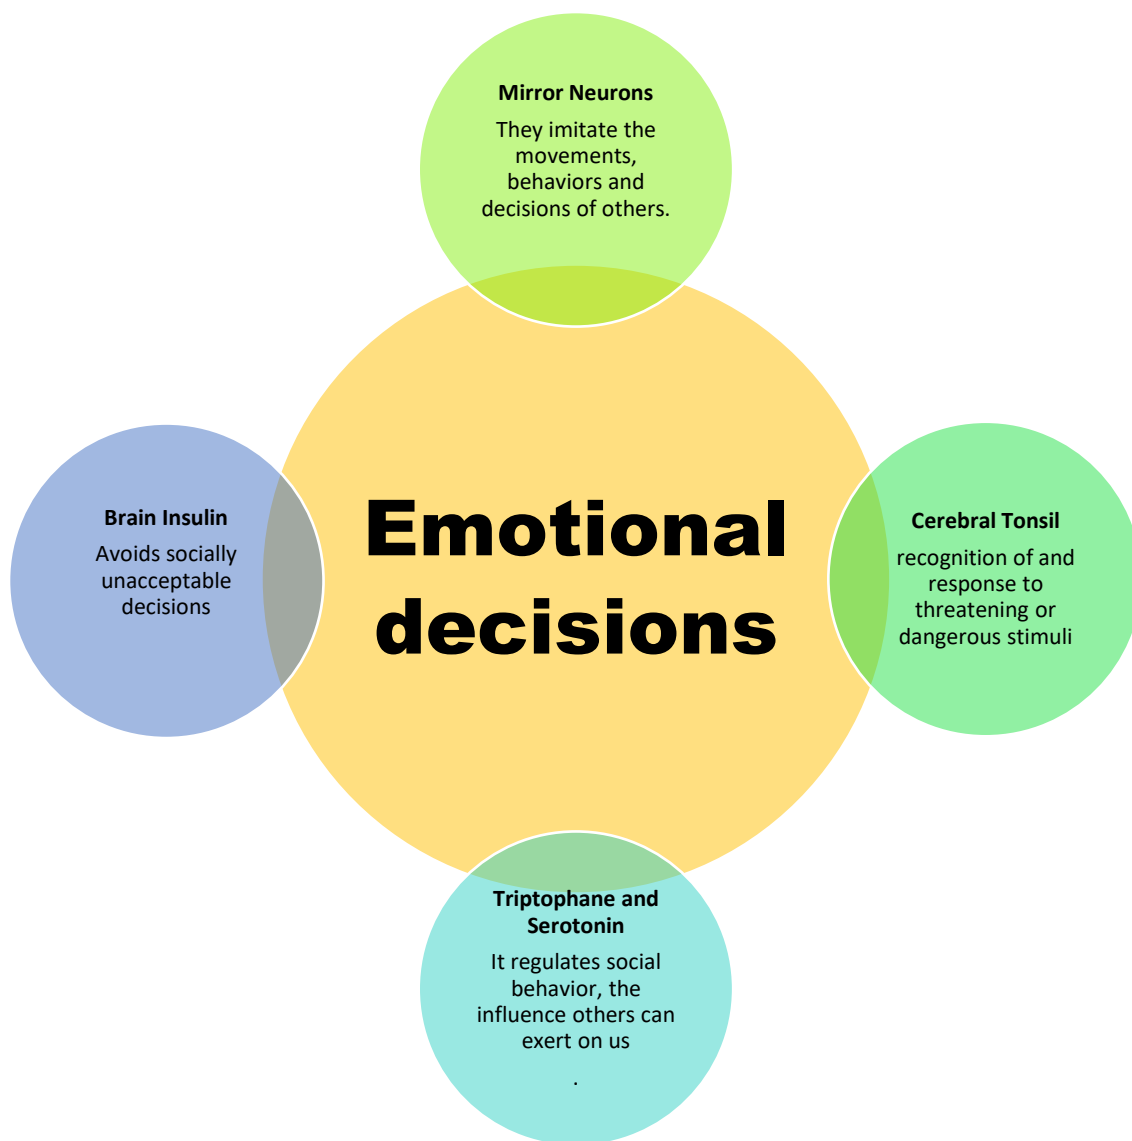 Mirror Neurons
They imitate the
movements,
behaviors and
decisions of others.
Brain Insulin
Avoids socially
unacceptable
decisions
Emotional
decisions
Cerebral Tonsil
recognition of and
response to
threatening or
dangerous stimuli
Triptophane and
Serotonin
It regulates social
behavior, the
influence others can
exert on us
.